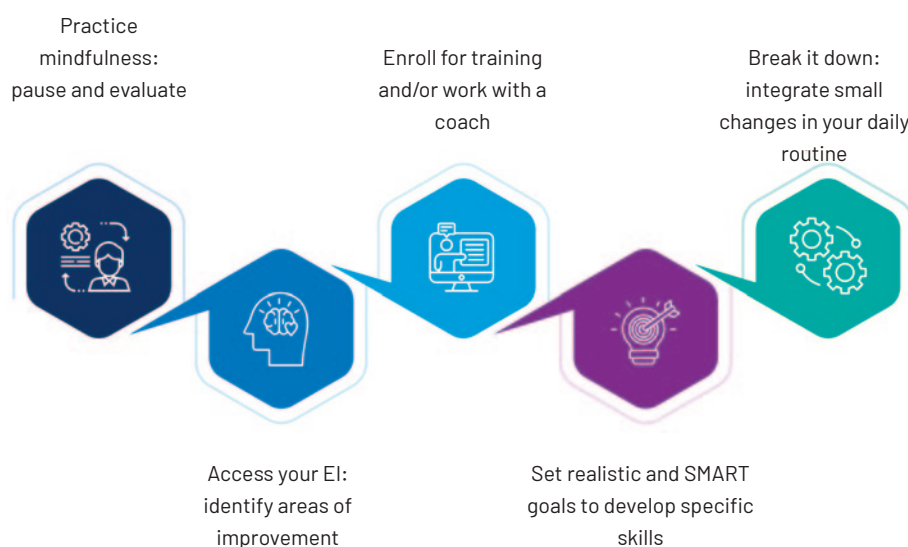 Practice
mindfulness:
pause and evaluate
Access your EI:
identify areas of
improvement
Enroll for training
and/or work with a
coach
Set realistic and SMART
goals to develop specific
skills
Break it down:
integrate small
changes in your daily
routine